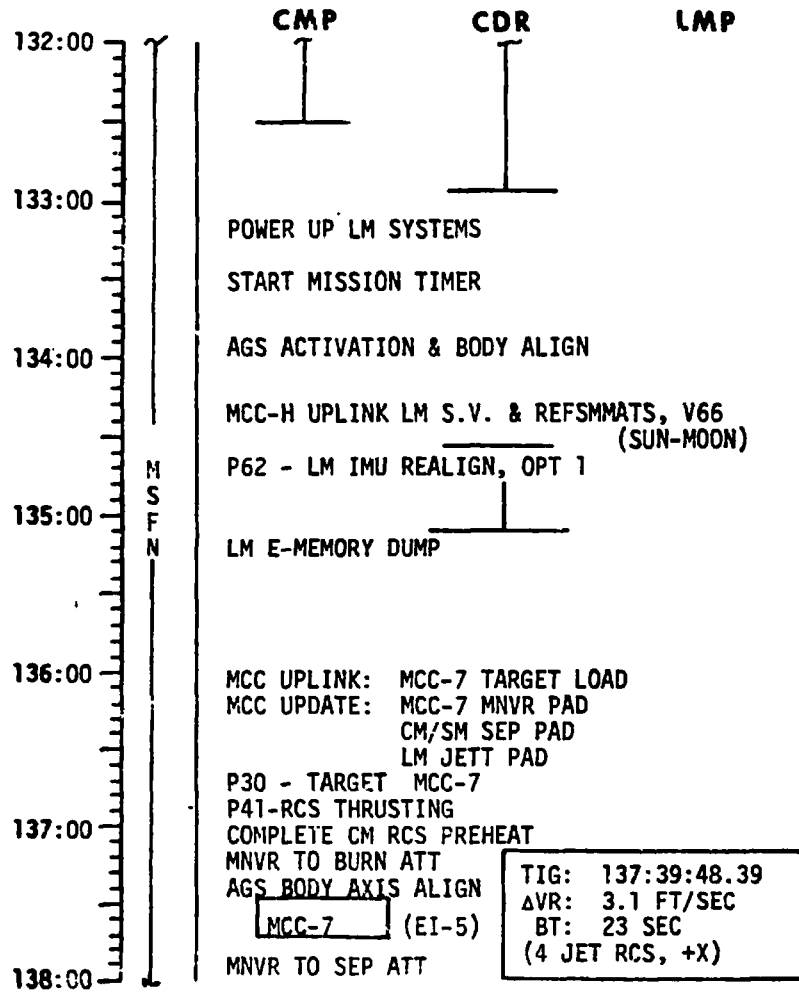 CMP CDR LMP
132:00
133:00
POWER UP LM SYSTEMS
START MISSION TIMER
134:00
AGS ACTIVATION & BODY ALIGN
MCC-H UPLINK LM S.V. & REFSMMATS, V66
(SUN-MOON)
MSFN
P62 - LM IMU REALIGN, OPT 1
135:00
LM E-MEMORY DUMP
136:00
MCC UPLINK: MCC-7 TARGET LOAD
MCC UPDATE: MCC-7 MNVR PAD
CM/SM SEP PAD
LM JETT PAD
P30 - TARGET MCC-7
P41-RCS THRUSTING
137:00
COMPLETE CM RCS PREHEAT
MNVR TO BURN ATT
AGS BODY AXIS ALIGN
MCC-7 (EI-5)
MNVR TO SEP ATT
138:00
TIG: 137:39:48.39
ΔVR: 3.1 FT/SEC
BT: 23 SEC
(4 JET RCS, +X)